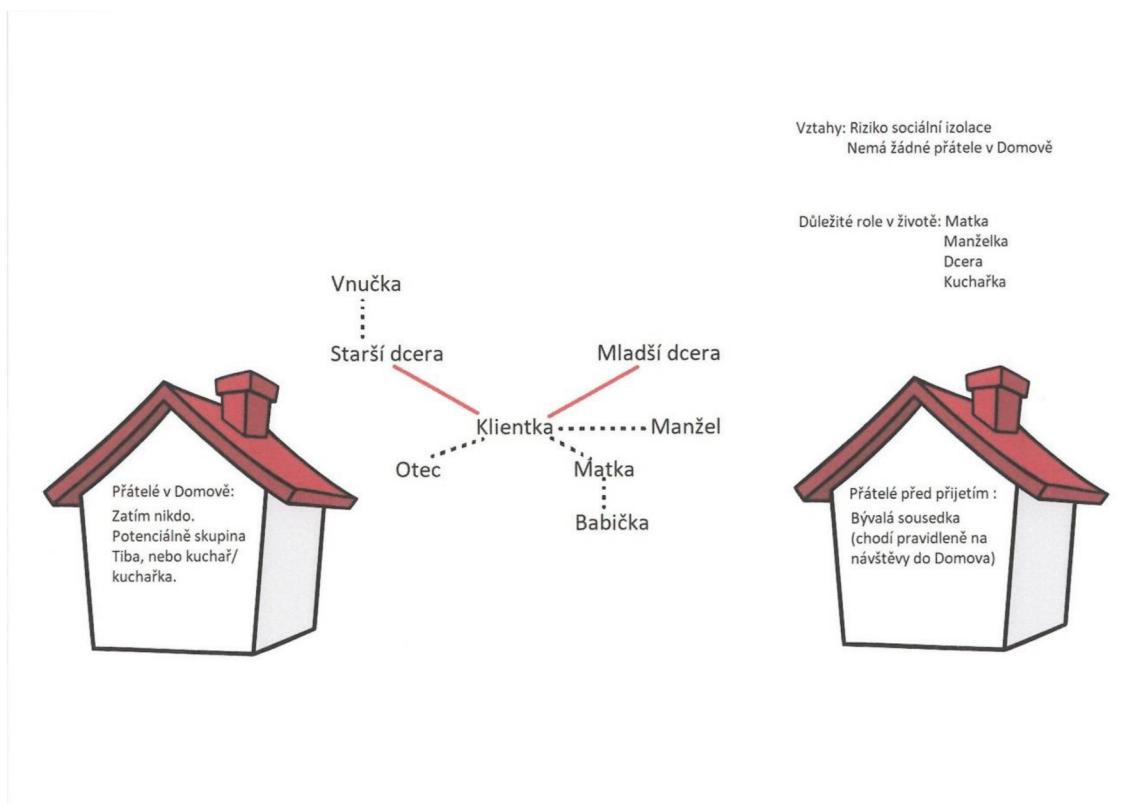 Vztahy: Riziko sociální izolace
Nemá žádné přátele v Domově
Důležité role v životě: Matka
Manželka
Dcera
Kuchařka
Vnučka
Starší dcera
Mladší dcera
Klientka
Manžel
Otec
Matka
Babička
Přátelé v Domově:
Zatím nikdo.
Potenciálně skupina
Tiba, nebo kuchař/
kuchařka.
Přátelé před přijetím :
Bývalá sousedka
(chodí pravidleně na
návštěvy do Domova)